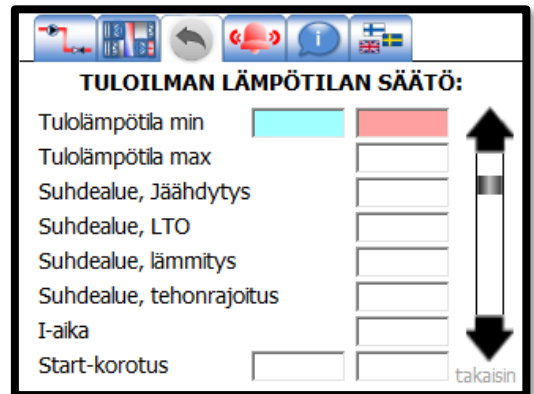 TULOILMAN LÄMPÖTILAN SÄÄTÖ:
Tulolämpötila min
Tulolämpötila max
Suhdealue, Jäähdytys
Suhdealue, LTO
Suhdealue, lämmitys
Suhdealue, tehonrajoitus
I-aika
Start-korotus
takaisin